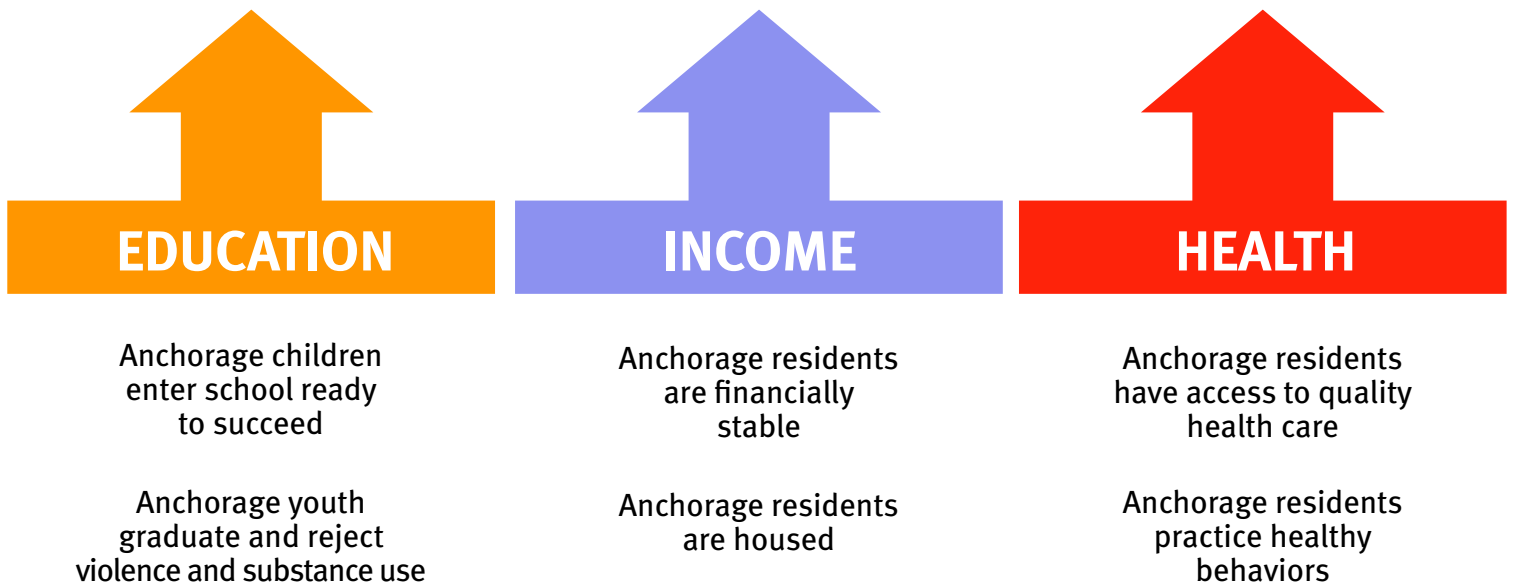 EDUCATION
Anchorage children
enter school ready
to succeed
Anchorage youth
graduate and reject
violence and substance use
INCOME
Anchorage residents
are financially
stable
Anchorage residents
are housed
HEALTH
Anchorage residents
have access to quality
health care
Anchorage residents
practice healthy
behaviors